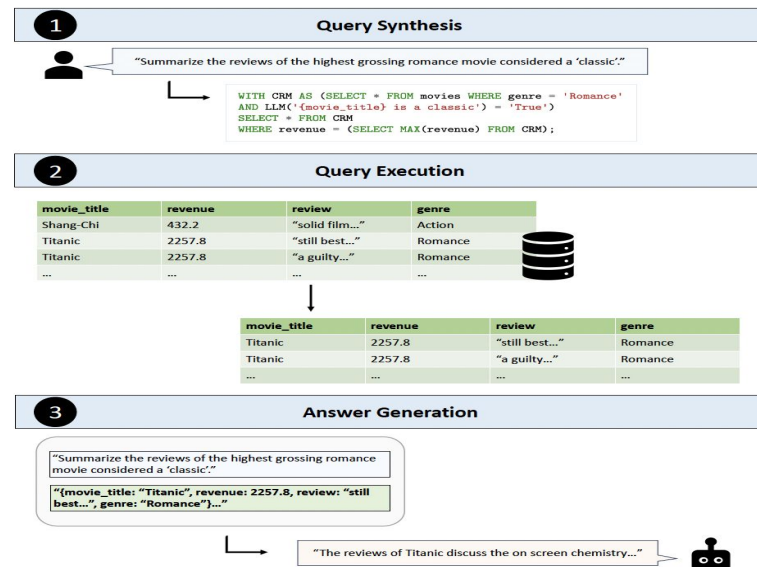 1
Query Synthesis
“Summarize the reviews of the highest grossing romance movie considered a ‘classic’.”
WITH CRM AS (SELECT * FROM movies WHERE genre = 'Romance'
AND LLM('{movie_title} is a classic') = 'True')
SELECT * FROM CRM
WHERE revenue = (SELECT MAX(revenue) FROM CRM);
2
Query Execution
movie_title revenue review genre
Shang-Chi 432.2 “solid film...” Action
Titanic 2257.8 “still best...” Romance
Titanic 2257.8 “a guilty...” Romance
... ... ... ...
movie_title revenue review genre
Titanic 2257.8 “still best...” Romance
Titanic 2257.8 “a guilty...” Romance
... ... ... ...
3
Answer Generation
“Summarize the reviews of the highest grossing romance
movie considered a ‘classic’.”
“{movie_title: “Titanic”, revenue: 2257.8, review: “still
best...”, genre: “Romance”}...”
“The reviews of Titanic discuss the on screen chemistry...”